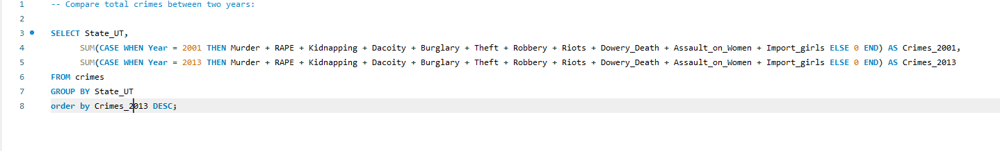 1 -- Compare total crimes between two years:
2
3 SELECT State_UT,
4 SUM(CASE WHEN Year = 2001 THEN Murder + RAPE + Kidnapping + Dacoity + Burglary + Theft + Robbery + Riots + Dowery_Death + Assault_on_Women + Import_girls ELSE 0 END) AS Crimes_2001,
5 SUM(CASE WHEN Year = 2013 THEN Murder + RAPE + Kidnapping + Dacoity + Burglary + Theft + Robbery + Riots + Dowery_Death + Assault_on_Women + Import_girls ELSE 0 END) AS Crimes_2013
6 FROM crimes
7 GROUP BY State_UT
8 order by Crimes_2013 DESC;